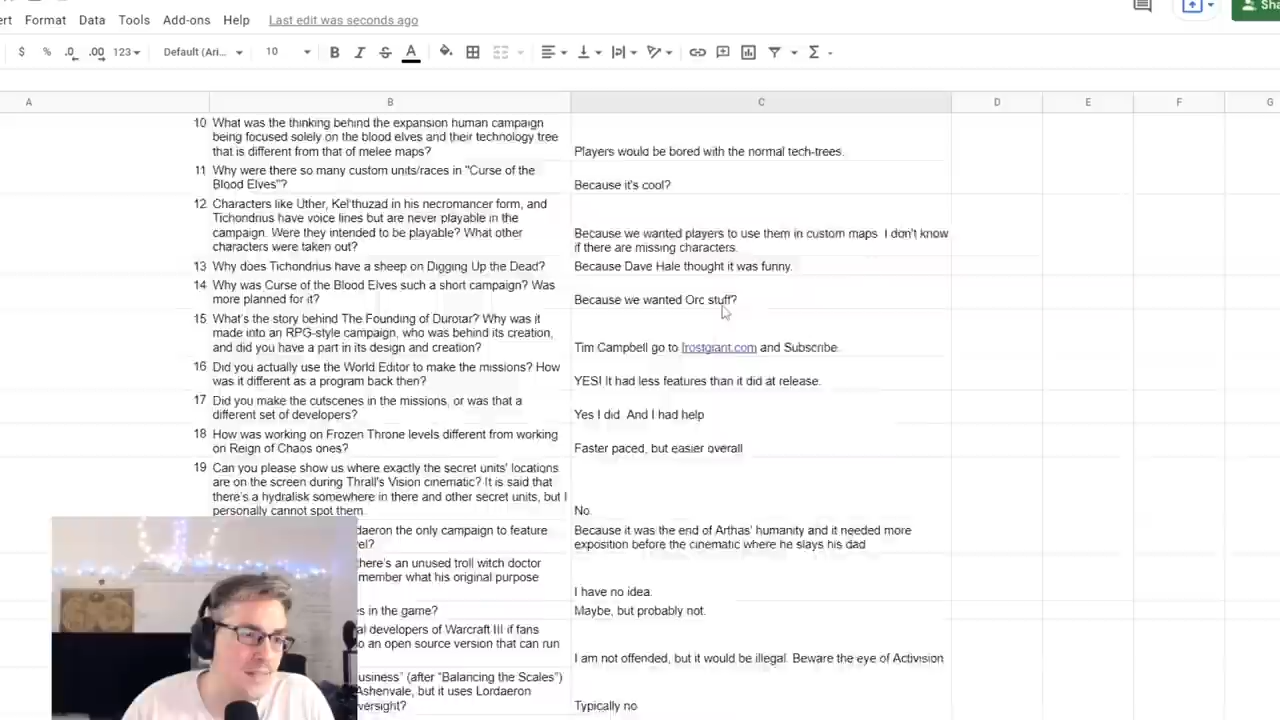 ert Format Data Tools Add-ons Help Last edit was seconds ago
Sha
$ % .0 .00 123 Default (Ari... 10 B I S A
A B C D E F G
10 What was the thinking behind the expansion human campaign
being focused solely on the blood elves and their technology tree
that is different from that of melee maps?
Players would be bored with the normal tech-trees.
11 Why were there so many custom units/races in "Curse of the
Blood Elves"?
Because it's cool?
12 Characters like Uther, Kel'thuzad in his necromancer form, and
Tichondrius have voice lines but are never playable in the
campaign. Were they intended to be playable? What other
characters were taken out?
Because we wanted players to use them in custom maps I don't know
if there are missing characters.
13 Why does Tichondrius have a sheep on Digging Up the Dead?
Because Dave Hale thought it was funny.
14 Why was Curse of the Blood Elves such a short campaign? Was
more planned for it?
Because we wanted Orc stuff?
15 What's the story behind The Founding of Durotar? Why was it
made into an RPG-style campaign, who was behind its creation,
and did you have a part in its design and creation?
Tim Campbell go to frostgrant.com and Subscribe.
16 Did you actually use the World Editor to make the missions? How
was it different as a program back then?
YES! It had less features than it did at release.
17 Did you make the cutscenes in the missions, or was that a
different set of developers?
Yes I did And I had help
18 How was working on Frozen Throne levels different from working
on Reign of Chaos ones?
Faster paced, but easier overall
19 Can you please show us where exactly the secret units' locations
are on the screen during Thrall's Vision cinematic? It is said that
there's a hydralisk somewhere in there and other secret units, but I
personally cannot spot them.
No.
daeron the only campaign to feature
vel?
Because it was the end of Arthas' humanity and it needed more
exposition before the cinematic where he slays his dad
there's an unused troll witch doctor
member what his original purpose
I have no idea.
es in the game?
Maybe, but probably not.
al developers of Warcraft III if fans
o an open source version that can run
I am not offended, but it would be illegal. Beware the eye of Activision
usiness" (after "Balancing the Scales")
Ashenvale, but it uses Lordaeron
versight?
Typically no